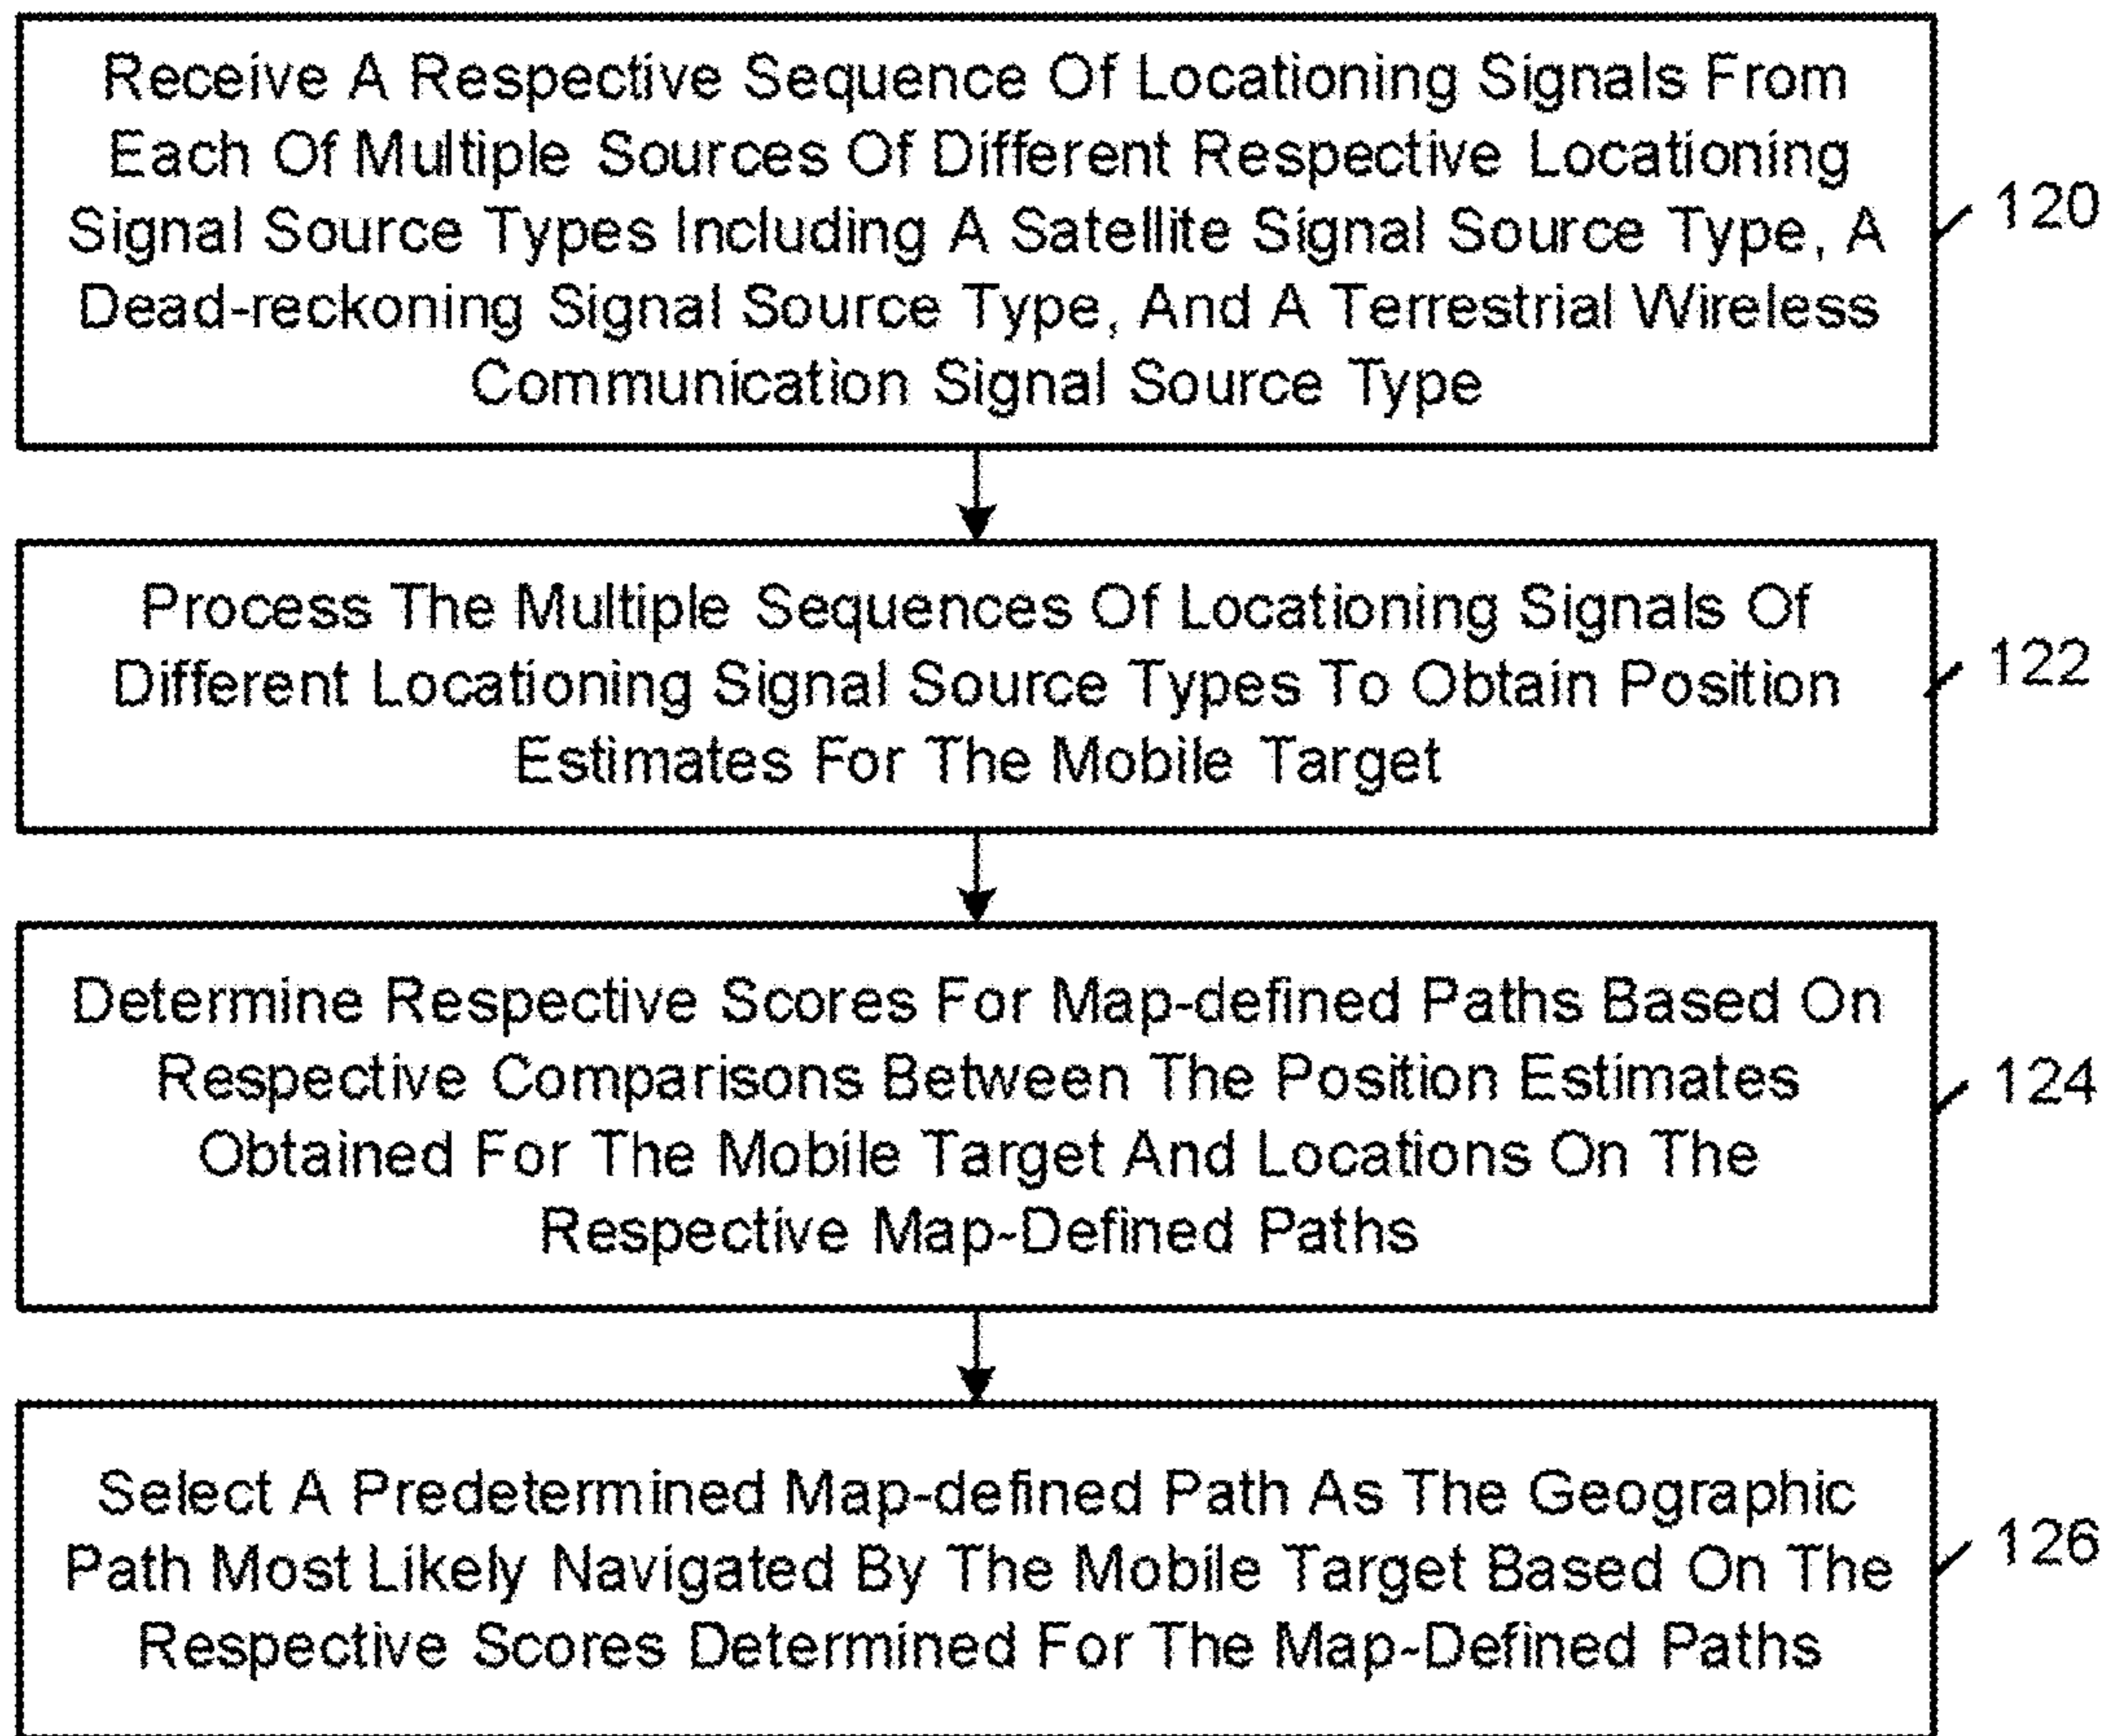 Receive A Respective Sequence Of Locationing Signals From
Each Of Multiple Sources Of Different Respective Locationing
Signal Source Types Including A Satellite Signal Source Type, A
Dead-reckoning Signal Source Type, And A Terrestrial Wireless
Communication Signal Source Type
120
Process The Multiple Sequences Of Locationing Signals Of
Different Locationing Signal Source Types To Obtain Position
Estimates For The Mobile Target
122
Determine Respective Scores For Map-defined Paths Based On
Respective Comparisons Between The Position Estimates
Obtained For The Mobile Target And Locations On The
Respective Map-Defined Paths
124
Select A Predetermined Map-defined Path As The Geographic
Path Most Likely Navigated By The Mobile Target Based On The
Respective Scores Determined For The Map-Defined Paths
126